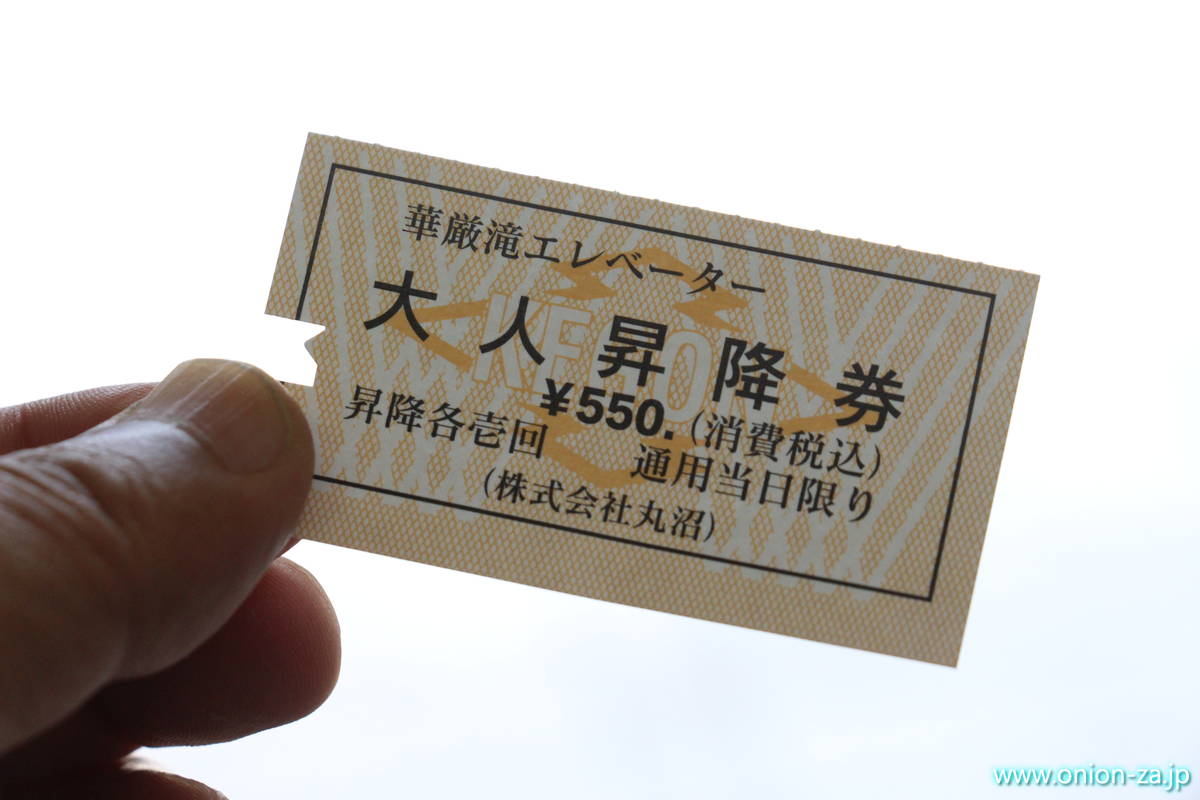 華厳滝エレベーター
大人昇降券
¥550.(消費税込)
昇降各壱回 通用当日限り
(株式会社丸沼)
www.onion-za.jp